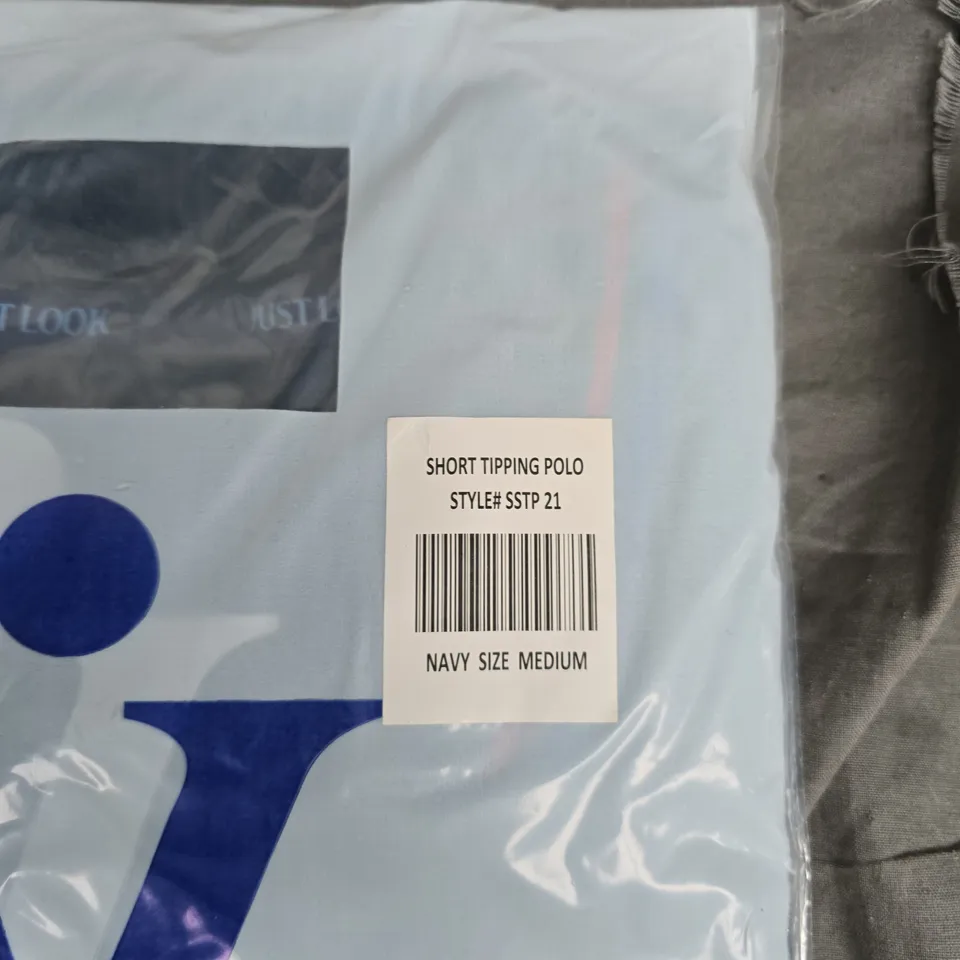 T LOOK JUST L
SHORT TIPPING POLO
STYLE# SSTP 21
NAVY SIZE MEDIUM